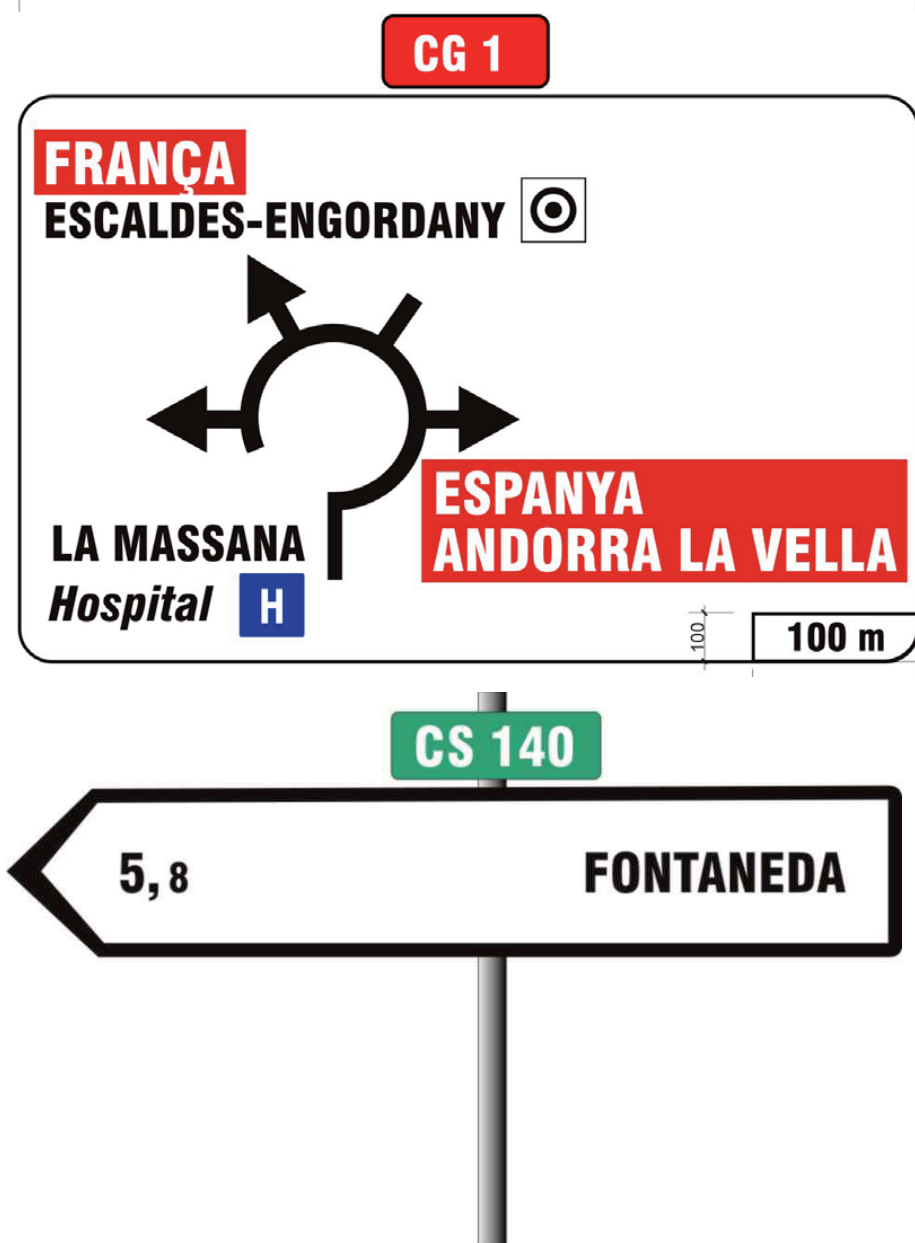 CG 1
FRANÇA
ESCALDES-ENGORDANY
ESPANYA
ANDORRA LA VELLA
LA MASSANA
Hospital H
100
100 m
CS 140
5,8 FONTANEDA